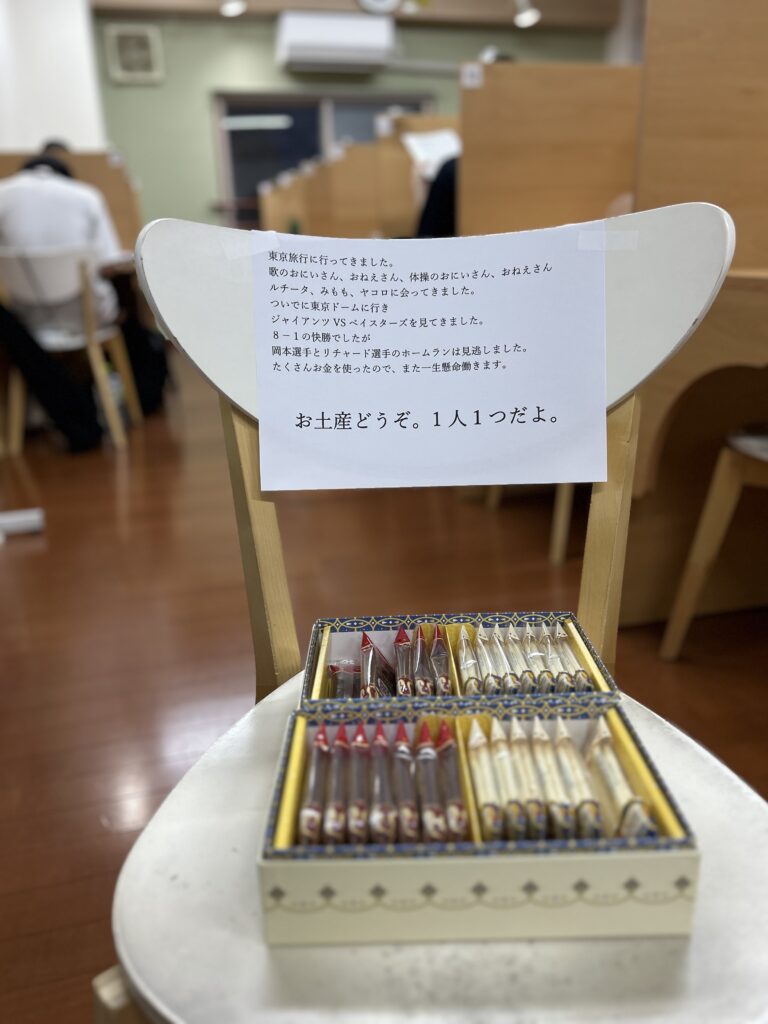 東京旅行に行ってきました。
歌のおにいさん、おねえさん、体操のおにいさん、おねえさん
ルチータ、みもも、ヤコロに会ってきました。
ついでに東京ドームに行き
ジャイアンツ VS ベイスターズを見てきました。
８－１の快勝でしたが
岡本選手とリチャード選手のホームランは見逃しました。
たくさんお金を使ったので、また一生懸命働きます。
お土産どうぞ。１人１つだよ。